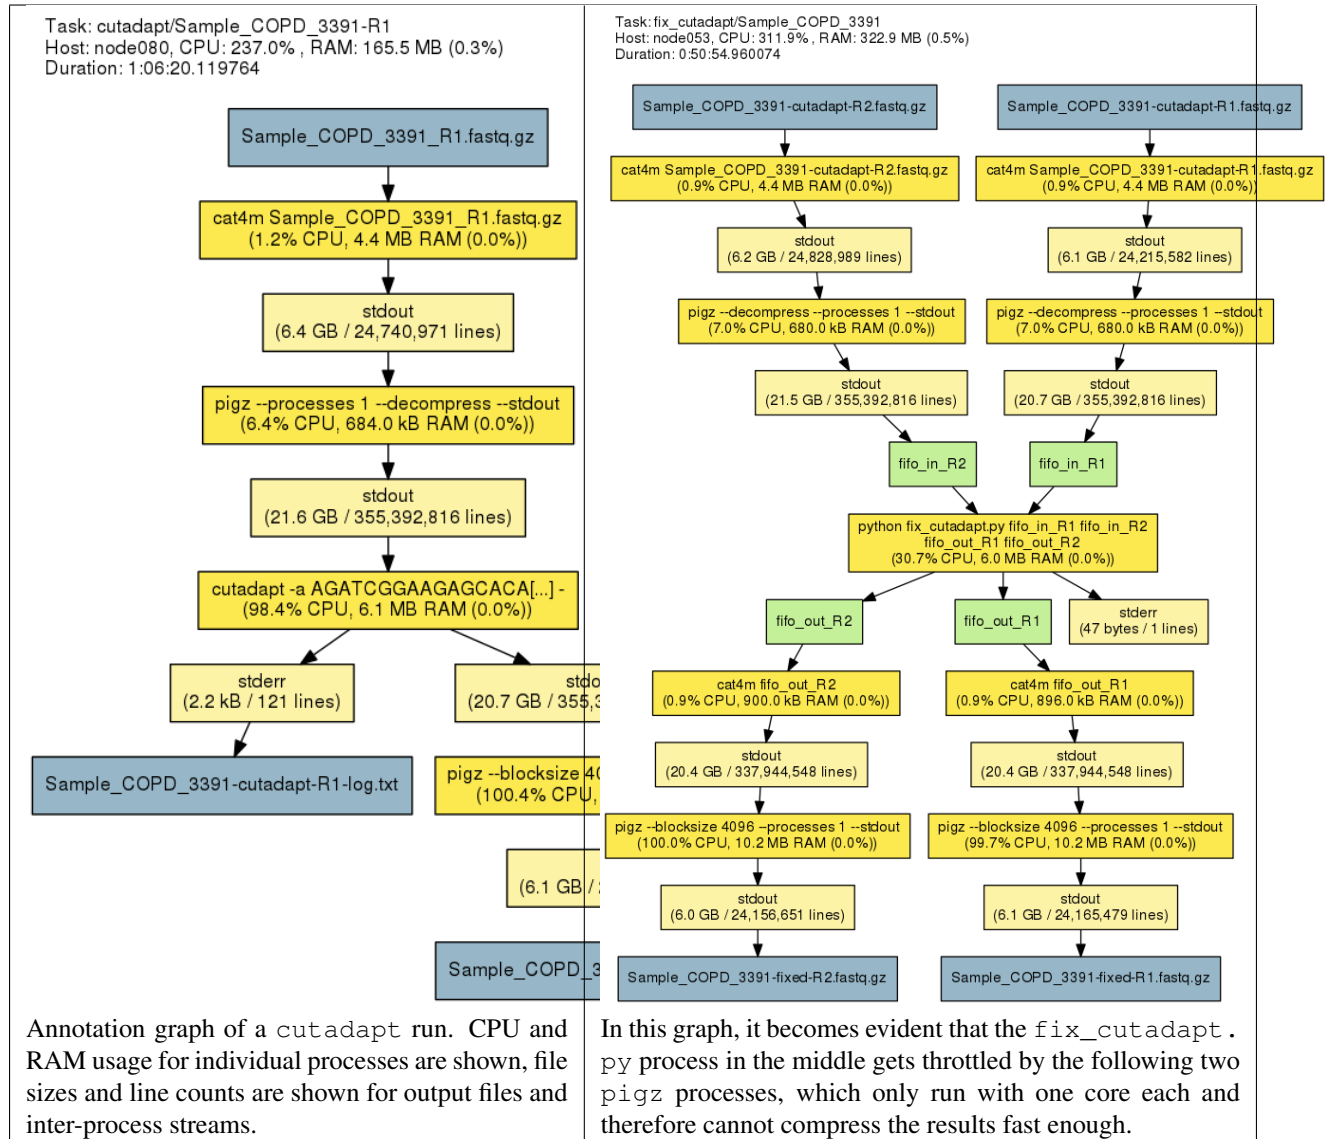 Task: cutadapt/Sample_COPD_3391-R1
Host: node080, CPU: 237.0% , RAM: 165.5 MB (0.3%)
Duration: 1:06:20.119764
Sample_COPD_3391_R1.fastq.gz
cat4m Sample_COPD_3391_R1.fastq.gz
(1.2% CPU, 4.4 MB RAM (0.0%))
stdout
(6.4 GB / 24,740,971 lines)
pigz --processes 1 --decompress --stdout
(6.4% CPU, 684.0 kB RAM (0.0%))
stdout
(21.6 GB / 355,392,816 lines)
cutadapt -a AGATCGGAAGAGCACA[...] -
(98.4% CPU, 6.1 MB RAM (0.0%))
stderr
(2.2 kB / 121 lines)
stdo
(20.7 GB / 355,3
Sample_COPD_3391-cutadapt-R1-log.txt
pigz --blocksize 40
(100.4% CPU,
(6.1 GB /
Sample_COPD_3
Annotation graph of a cutadapt run. CPU and
RAM usage for individual processes are shown, file
sizes and line counts are shown for output files and
inter-process streams.
Task: fix_cutadapt/Sample_COPD_3391
Host: node053, CPU: 311.9% , RAM: 322.9 MB (0.5%)
Duration: 0:50:54.960074
Sample_COPD_3391-cutadapt-R2.fastq.gz
Sample_COPD_3391-cutadapt-R1.fastq.gz
cat4m Sample_COPD_3391-cutadapt-R2.fastq.gz
(0.9% CPU, 4.4 MB RAM (0.0%))
cat4m Sample_COPD_3391-cutadapt-R1.fastq.gz
(0.9% CPU, 4.4 MB RAM (0.0%))
stdout
(6.2 GB / 24,828,989 lines)
stdout
(6.1 GB / 24,215,582 lines)
pigz --decompress --processes 1 --stdout
(7.0% CPU, 680.0 kB RAM (0.0%))
pigz --decompress --processes 1 --stdout
(7.0% CPU, 680.0 kB RAM (0.0%))
stdout
(21.5 GB / 355,392,816 lines)
stdout
(20.7 GB / 355,392,816 lines)
fifo_in_R2
fifo_in_R1
python fix_cutadapt.py fifo_in_R1 fifo_in_R2
fifo_out_R1 fifo_out_R2
(30.7% CPU, 6.0 MB RAM (0.0%))
fifo_out_R2
fifo_out_R1
stderr
(47 bytes / 1 lines)
cat4m fifo_out_R2
(0.9% CPU, 900.0 kB RAM (0.0%))
cat4m fifo_out_R1
(0.9% CPU, 896.0 kB RAM (0.0%))
stdout
(20.4 GB / 337,944,548 lines)
stdout
(20.4 GB / 337,944,548 lines)
pigz --blocksize 4096 --processes 1 --stdout
(100.0% CPU, 10.2 MB RAM (0.0%))
pigz --blocksize 4096 --processes 1 --stdout
(99.7% CPU, 10.2 MB RAM (0.0%))
stdout
(6.0 GB / 24,156,651 lines)
stdout
(6.1 GB / 24,165,479 lines)
Sample_COPD_3391-fixed-R2.fastq.gz
Sample_COPD_3391-fixed-R1.fastq.gz
In this graph, it becomes evident that the fix_cutadapt.
py process in the middle gets throttled by the following two
pigz processes, which only run with one core each and
therefore cannot compress the results fast enough.